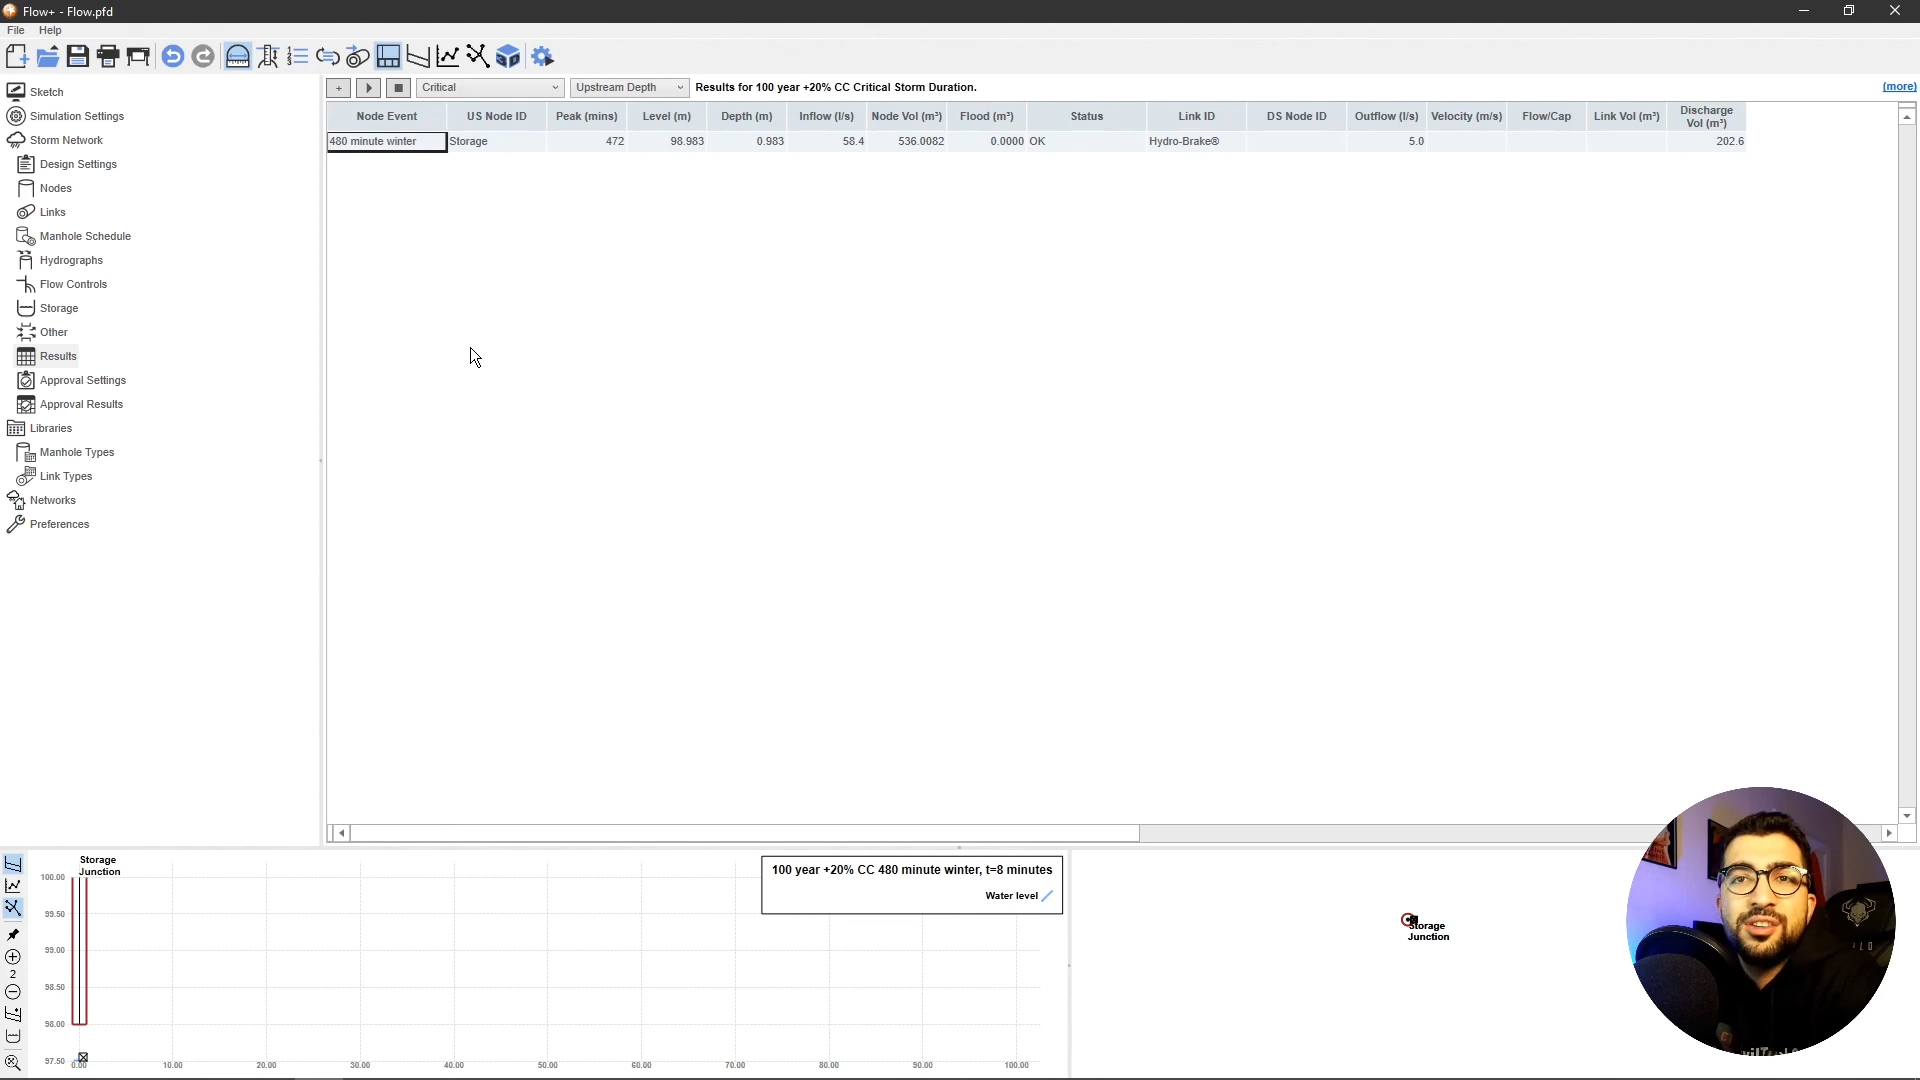 Flow+ - Flow.pfd
File Help
Critical Upstream Depth Results for 100 year +20% CC Critical Storm Duration. (more)
Node Event US Node ID Peak (mins) Level (m) Depth (m) Inflow (l/s) Node Vol (m³) Flood (m³) Status Link ID DS Node ID Outflow (l/s) Velocity (m/s) Flow/Cap Link Vol (m³) Discharge Vol (m³)
480 minute winter Storage 472 98.983 0.983 58.4 536.0082 0.0000 OK Hydro-Brake® 5.0 202.6
Sketch
Simulation Settings
Storm Network
Design Settings
Nodes
Links
Manhole Schedule
Hydrographs
Flow Controls
Storage
Other
Results
Approval Settings
Approval Results
Libraries
Manhole Types
Link Types
Networks
Preferences
Storage
Junction
100 year +20% CC 480 minute winter, t=8 minutes
Water level
100.00
99.50
99.00
98.50
98.00
97.50
0.00 10.00 20.00 30.00 40.00 50.00 60.00 70.00 80.00 90.00 100.00
2
Storage
Junction